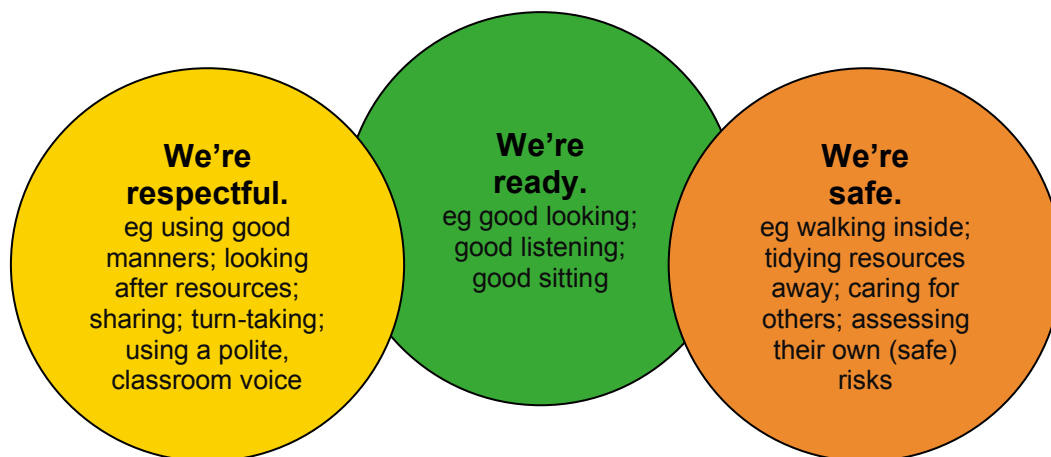 We're
respectful.
eg using good
manners; looking
after resources;
sharing; turn-taking;
using a polite,
classroom voice
We're
ready.
eg good looking;
good listening;
good sitting
We're
safe.
eg walking inside;
tidying resources
away; caring for
others; assessing
their own (safe)
risks